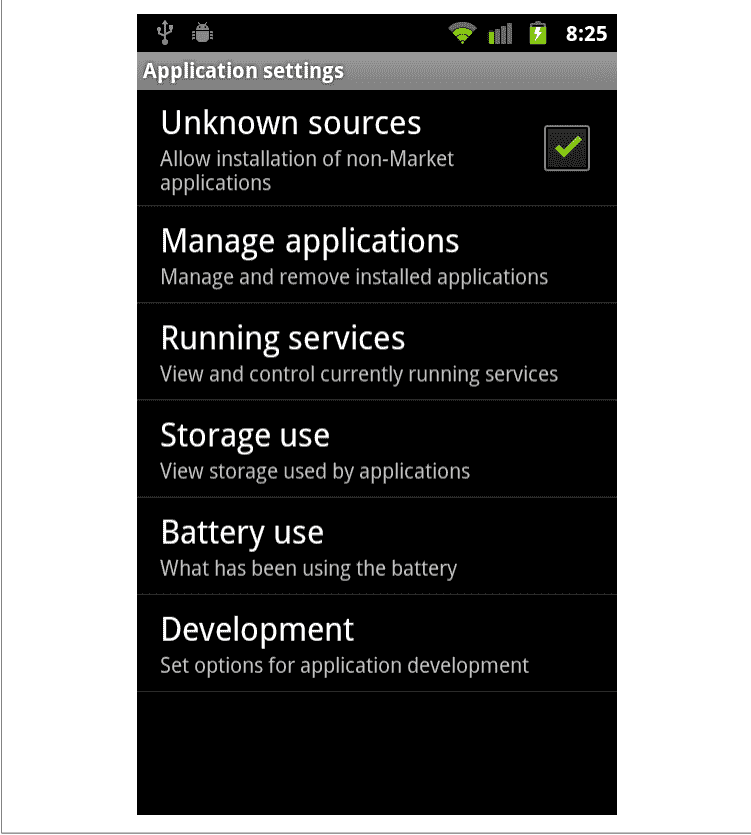 8:25
Application settings
Unknown sources
Allow installation of non-Market
applications
Manage applications
Manage and remove installed applications
Running services
View and control currently running services
Storage use
View storage used by applications
Battery use
What has been using the battery
Development
Set options for application development